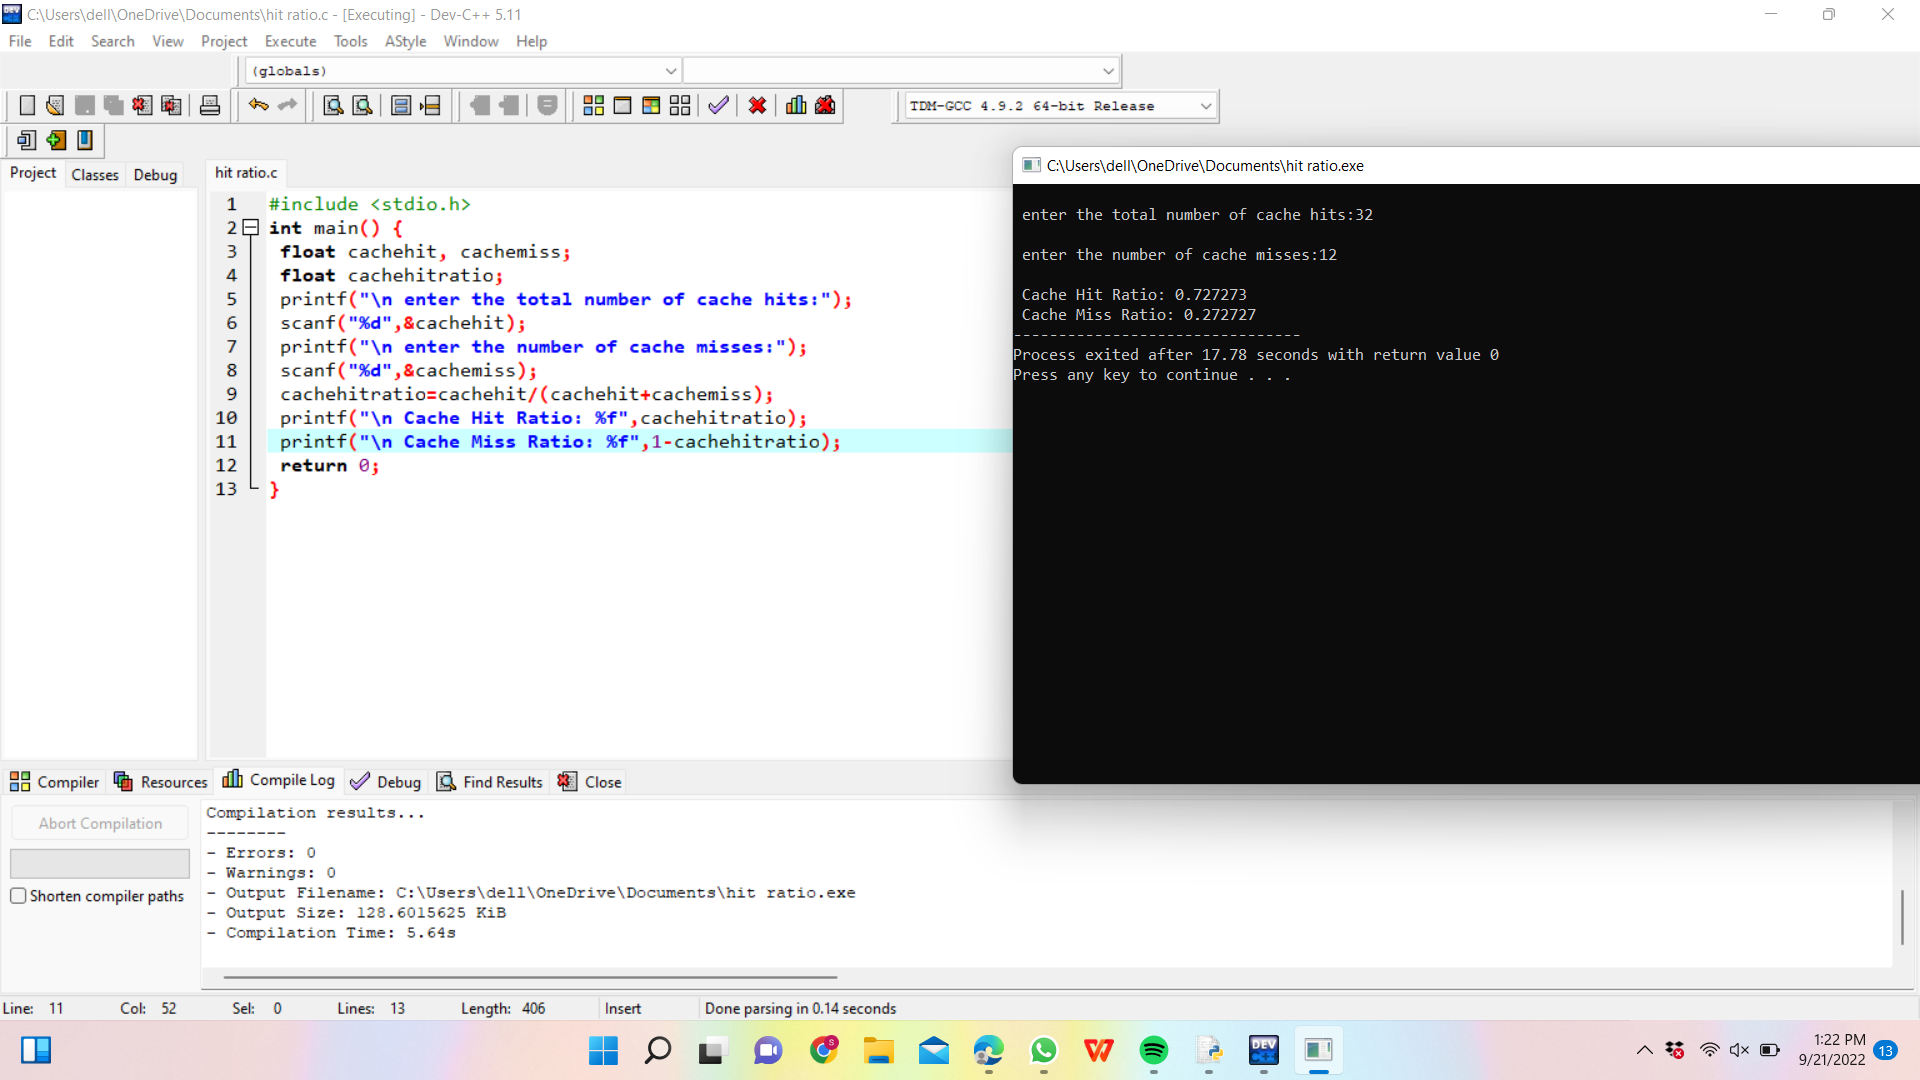 C:\Users\dell\OneDrive\Documents\hit ratio.c - [Executing] - Dev-C++ 5.11
File Edit Search View Project Execute Tools AStyle Window Help
(globals)
TDM-GCC 4.9.2 64-bit Release
Project Classes Debug
hit ratio.c
1 #include <stdio.h>
2 int main() {
3 float cachehit, cachemiss;
4 float cachehitratio;
5 printf("\n enter the total number of cache hits:");
6 scanf("%d",&cachehit);
7 printf("\n enter the number of cache misses:");
8 scanf("%d",&cachemiss);
9 cachehitratio=cachehit/(cachehit+cachemiss);
10 printf("\n Cache Hit Ratio: %f",cachehitratio);
11 printf("\n Cache Miss Ratio: %f",1-cachehitratio);
12 return 0;
13 }
C:\Users\dell\OneDrive\Documents\hit ratio.exe
enter the total number of cache hits:32
enter the number of cache misses:12
Cache Hit Ratio: 0.727273
Cache Miss Ratio: 0.272727
--------------------------------
Process exited after 17.78 seconds with return value 0
Press any key to continue . . .
Compiler Resources Compile Log Debug Find Results Close
Abort Compilation
Shorten compiler paths
Compilation results...
--------
- Errors: 0
- Warnings: 0
- Output Filename: C:\Users\dell\OneDrive\Documents\hit ratio.exe
- Output Size: 128.6015625 KiB
- Compilation Time: 5.64s
Line: 11 Col: 52 Sel: 0 Lines: 13 Length: 406 Insert Done parsing in 0.14 seconds
DEV
C++
1:22 PM
9/21/2022
13